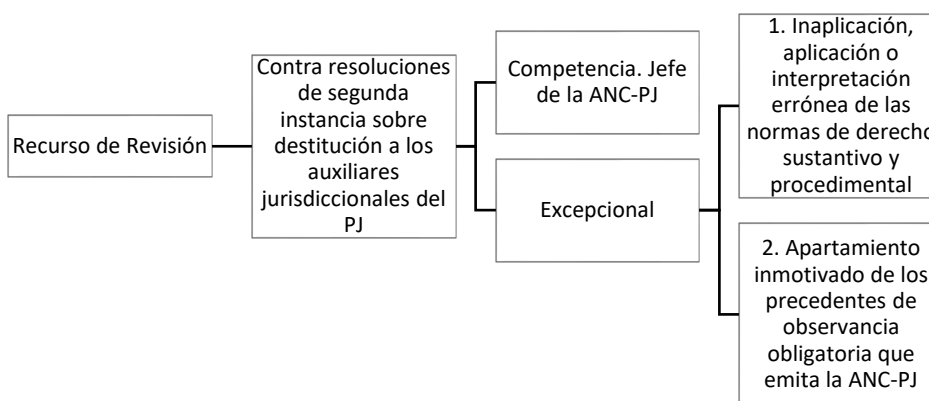 Recurso de Revisión
Contra resoluciones
de segunda
instancia sobre
destitución a los
auxiliares
jurisdiccionales del
PJ
Competencia. Jefe
de la ANC-PJ
Excepcional
1. Inaplicación,
aplicación o
interpretación
errónea de las
normas de derecho
sustantivo y
procedimental
2. Apartamiento
inmotivado de los
precedentes de
observancia
obligatoria que
emita la ANC-PJ